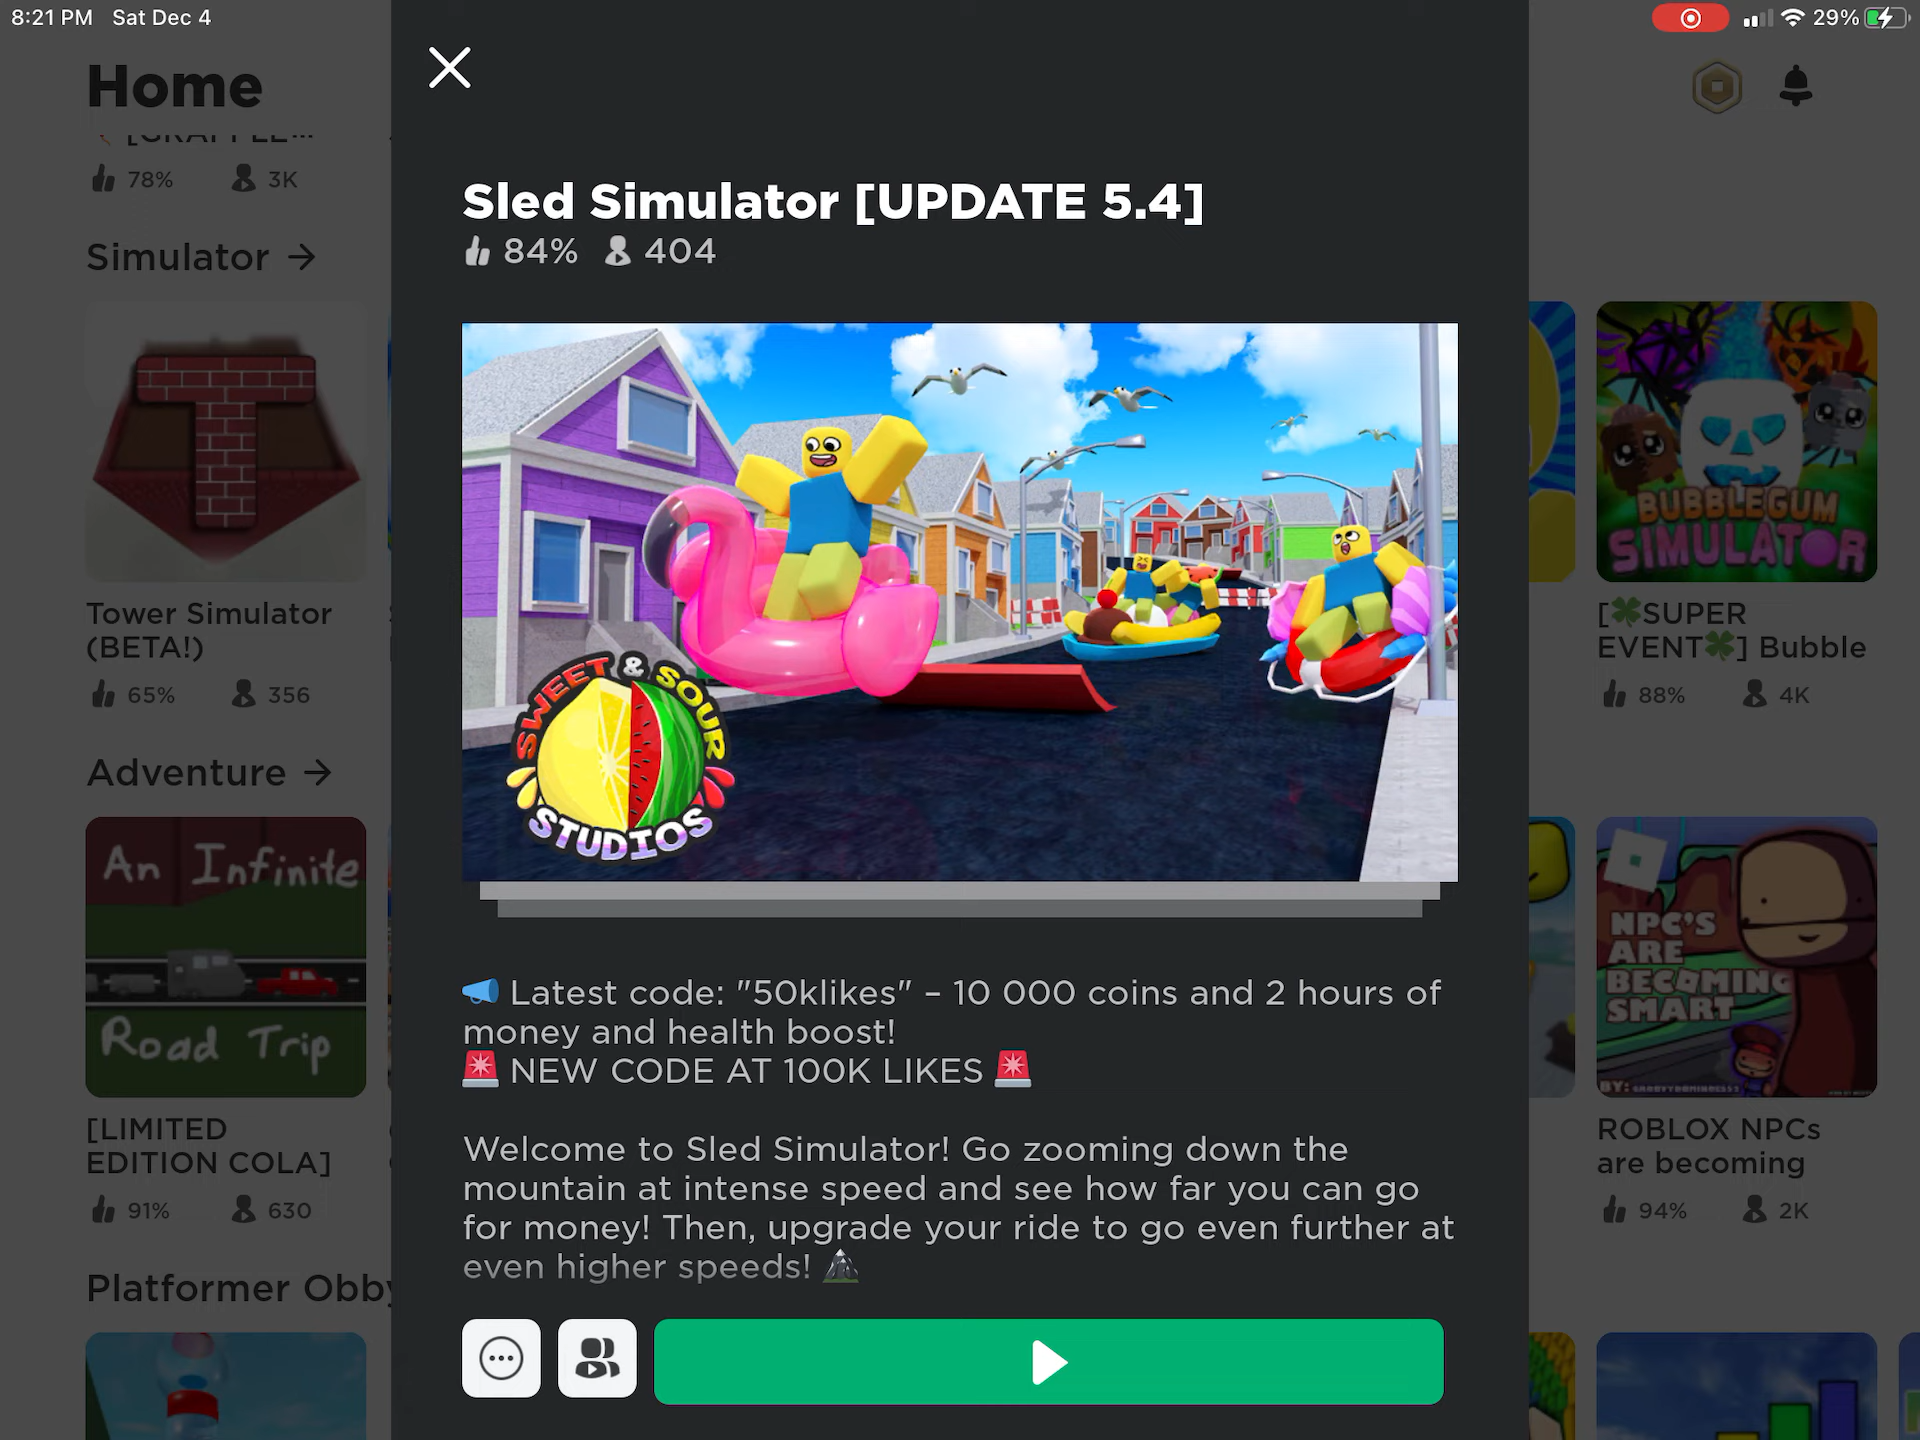 8:21 PM Sat Dec 4
29%
Home
78% 3K
Simulator →
Tower Simulator
(BETA!)
65% 356
Adventure →
An Infinite
Road Trip
[LIMITED
EDITION COLA]
91% 630
Platformer Obby
Sled Simulator [UPDATE 5.4]
84% 404
SWEET & SOUR
STUDIOS
📣 Latest code: "50klikes" – 10 000 coins and 2 hours of
money and health boost!
🚨 NEW CODE AT 100K LIKES 🚨
Welcome to Sled Simulator! Go zooming down the
mountain at intense speed and see how far you can go
for money! Then, upgrade your ride to go even further at
even higher speeds! ⛰
BUBBLEGUM
SIMULATOR
[🍀SUPER
EVENT🍀] Bubble
88% 4K
NPC'S
ARE
BECOMING
SMART
BY:
ROBLOX NPCs
are becoming
94% 2K